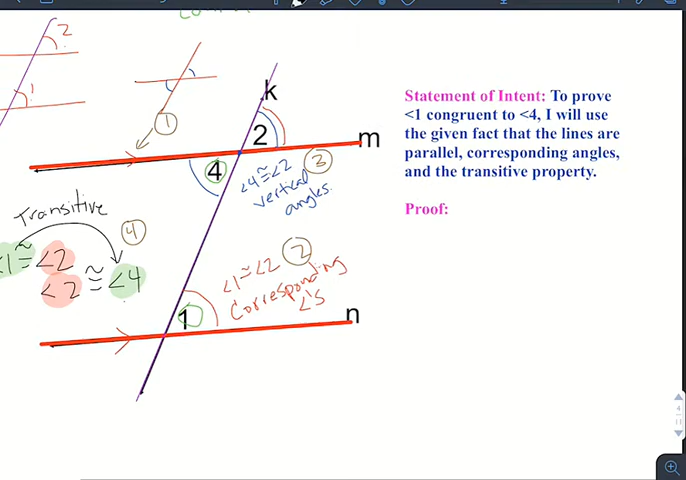 2
1
1
k
2
m
4
3
∠4≅∠2
vertical
angles.
Transitive
4
∠1≅∠2
∠2≅∠4
2
∠1≅∠2
Corresponding
∠'s
1
n
Statement of Intent: To prove
<1 congruent to <4, I will use
the given fact that the lines are
parallel, corresponding angles,
and the transitive property.
Proof: